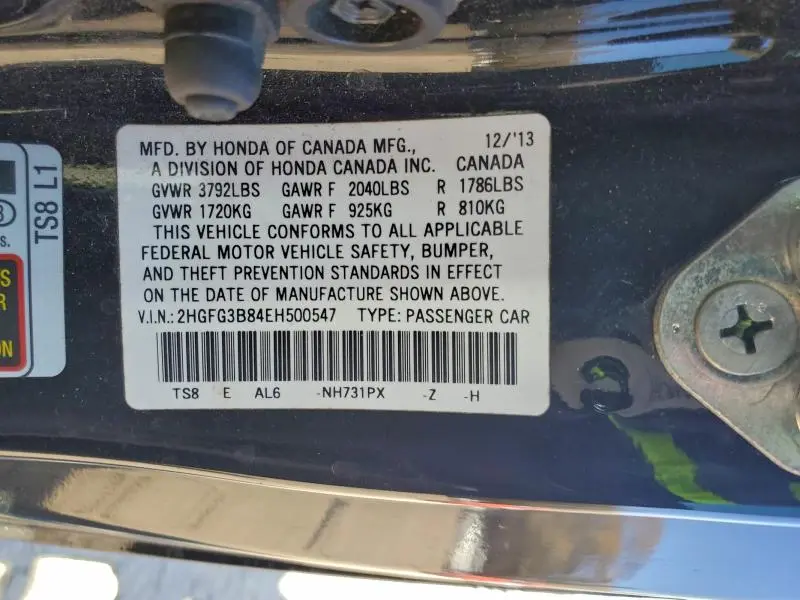 MFD. BY HONDA OF CANADA MFG., 12/'13
A DIVISION OF HONDA CANADA INC. CANADA
GVWR 3792LBS GAWR F 2040LBS R 1786LBS
GVWR 1720KG GAWR F 925KG R 810KG
THIS VEHICLE CONFORMS TO ALL APPLICABLE
FEDERAL MOTOR VEHICLE SAFETY, BUMPER,
AND THEFT PREVENTION STANDARDS IN EFFECT
ON THE DATE OF MANUFACTURE SHOWN ABOVE.
V.I.N.: 2HGFG3B84EH500547 TYPE: PASSENGER CAR
TS8 E AL6 -NH731PX -Z -H
TS8 L1